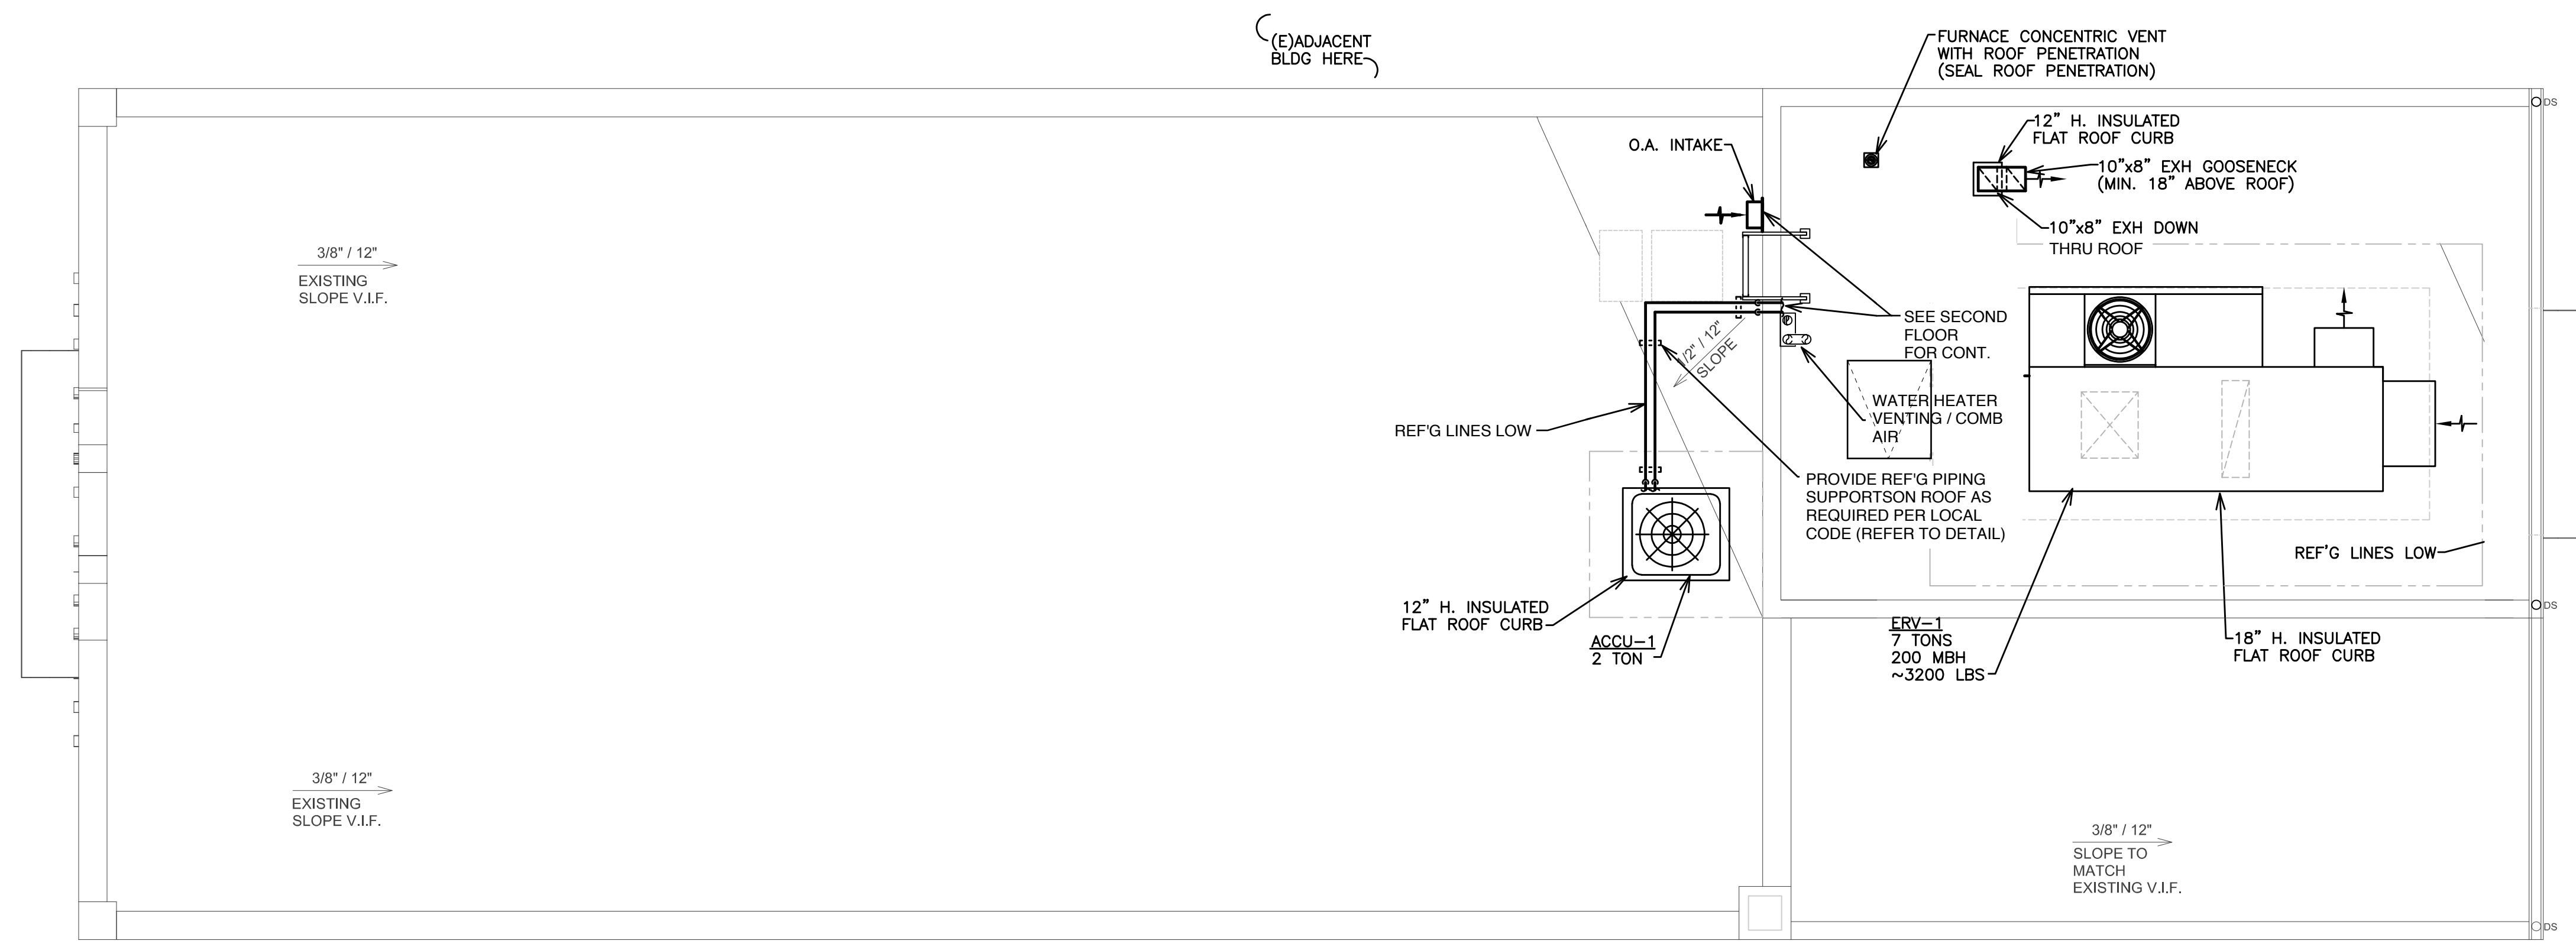 (E)ADJACENT
BLDG HERE
FURNACE CONCENTRIC VENT
WITH ROOF PENETRATION
(SEAL ROOF PENETRATION)
DS
12" H. INSULATED
FLAT ROOF CURB
O.A. INTAKE
10"x8" EXH GOOSENECK
(MIN. 18" ABOVE ROOF)
10"x8" EXH DOWN
THRU ROOF
3/8" / 12"
EXISTING
SLOPE V.I.F.
SEE SECOND
FLOOR
FOR CONT.
1/2" / 12"
SLOPE
WATER HEATER
VENTING / COMB
AIR
REF'G LINES LOW
PROVIDE REF'G PIPING
SUPPORTSON ROOF AS
REQUIRED PER LOCAL
CODE (REFER TO DETAIL)
REF'G LINES LOW
12" H. INSULATED
FLAT ROOF CURB
ACCU-1
2 TON
ERV-1
7 TONS
200 MBH
~3200 LBS
18" H. INSULATED
FLAT ROOF CURB
DS
3/8" / 12"
EXISTING
SLOPE V.I.F.
3/8" / 12"
SLOPE TO
MATCH
EXISTING V.I.F.
DS